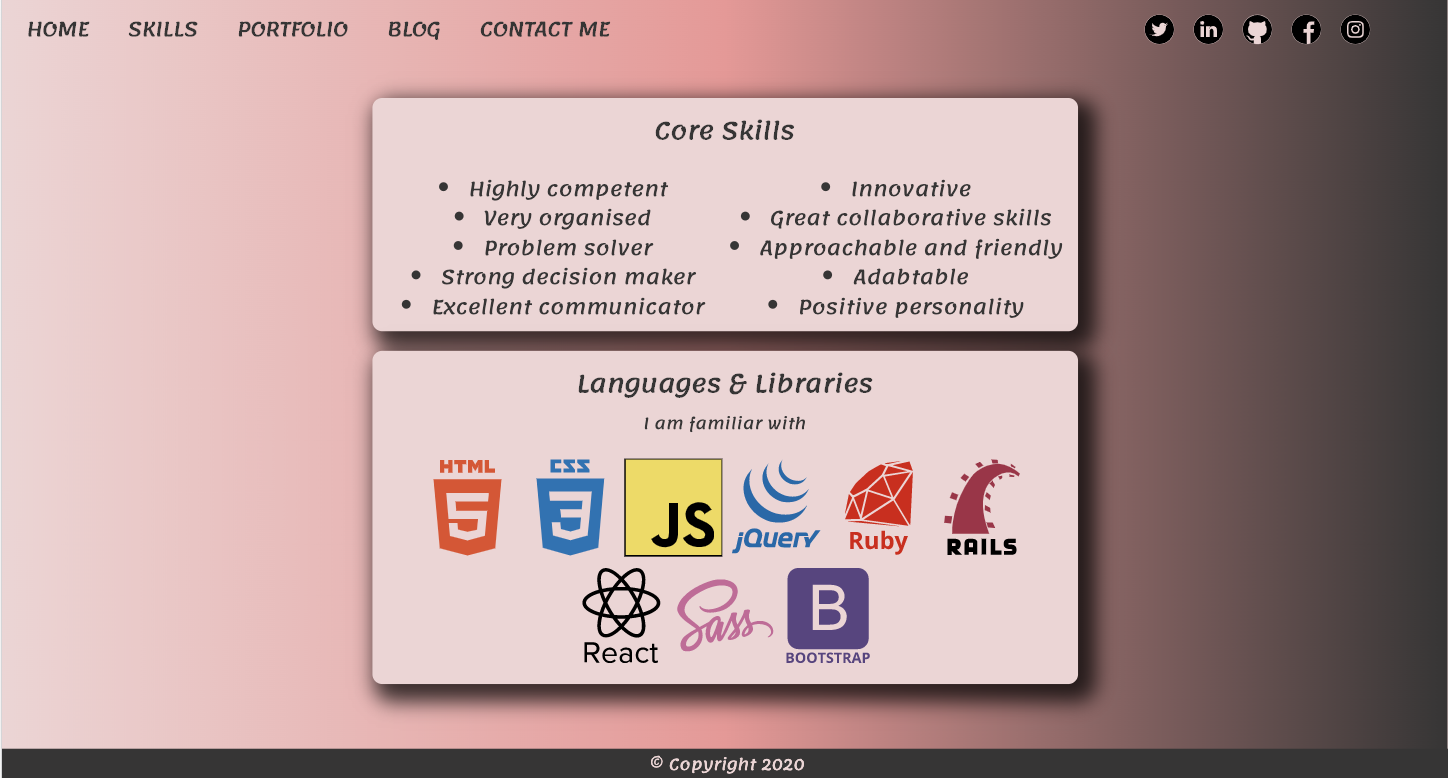 HOME SKILLS PORTFOLIO BLOG CONTACT ME
Core Skills
• Highly competent
• Very organised
• Problem solver
• Strong decision maker
• Excellent communicator
• Innovative
• Great collaborative skills
• Approachable and friendly
• Adabtable
• Positive personality
Languages & Libraries
I am familiar with
HTML 5
CSS 3
JS
jQuery
Ruby
RAILS
React
Sass
B
BOOTSTRAP
© Copyright 2020